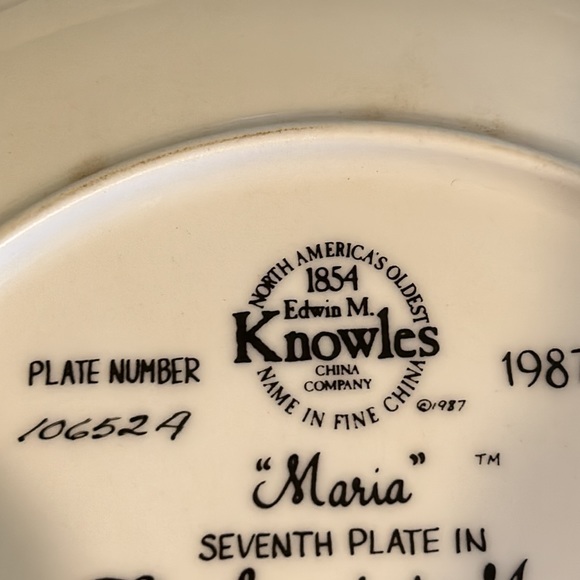 NORTH AMERICA'S OLDEST
1854
Edwin M.
Knowles
CHINA
COMPANY
NAME IN FINE CHINA
©1987
PLATE NUMBER
10652A
1987
"Maria" TM
SEVENTH PLATE IN